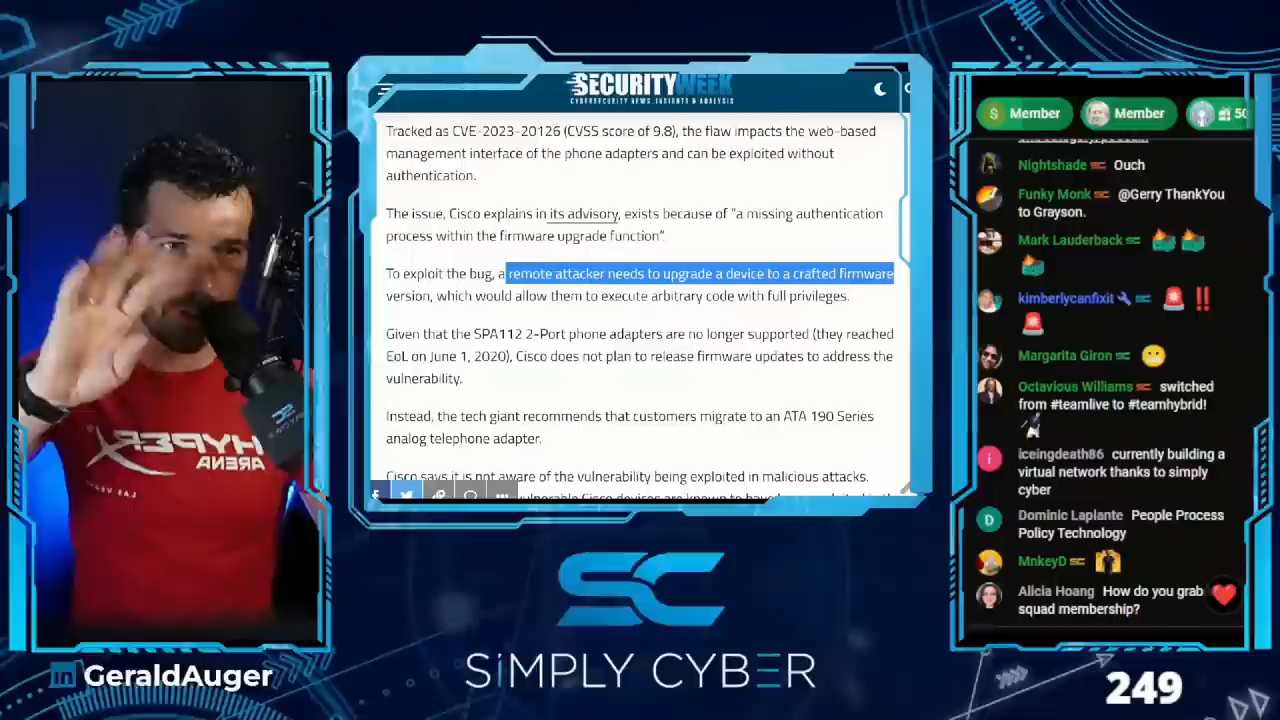 SECURITYWEEK
CYBERSECURITY NEWS, INSIGHTS & ANALYSIS
Tracked as CVE-2023-20126 (CVSS score of 9.8), the flaw impacts the web-based
management interface of the phone adapters and can be exploited without
authentication.
The issue, Cisco explains in its advisory, exists because of "a missing authentication
process within the firmware upgrade function".
To exploit the bug, a remote attacker needs to upgrade a device to a crafted firmware
version, which would allow them to execute arbitrary code with full privileges.
Given that the SPA112 2-Port phone adapters are no longer supported (they reached
EoL on June 1, 2020), Cisco does not plan to release firmware updates to address the
vulnerability.
Instead, the tech giant recommends that customers migrate to an ATA 190 Series
analog telephone adapter.
Cisco says it is not aware of the vulnerability being exploited in malicious attacks.
HYPER
ARENA
SC
SIMPLY CYBER
in GeraldAuger
S Member
Member
50
Nightshade Ouch
Funky Monk @Gerry ThankYou
to Grayson.
Mark Lauderback
kimberlycanfixit
Margarita Giron
Octavious Williams switched
from #teamlive to #teamhybrid!
i iceingdeath86 currently building a
virtual network thanks to simply
cyber
D Dominic Laplante People Process
Policy Technology
MnkeyD
Alicia Hoang How do you grab
squad membership?
249